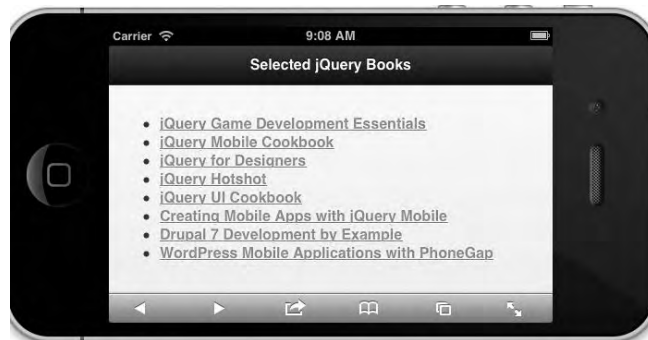 Carrier 9:08 AM
Selected jQuery Books
jQuery Game Development Essentials
jQuery Mobile Cookbook
jQuery for Designers
jQuery Hotshot
jQuery UI Cookbook
Creating Mobile Apps with jQuery Mobile
Drupal 7 Development by Example
WordPress Mobile Applications with PhoneGap